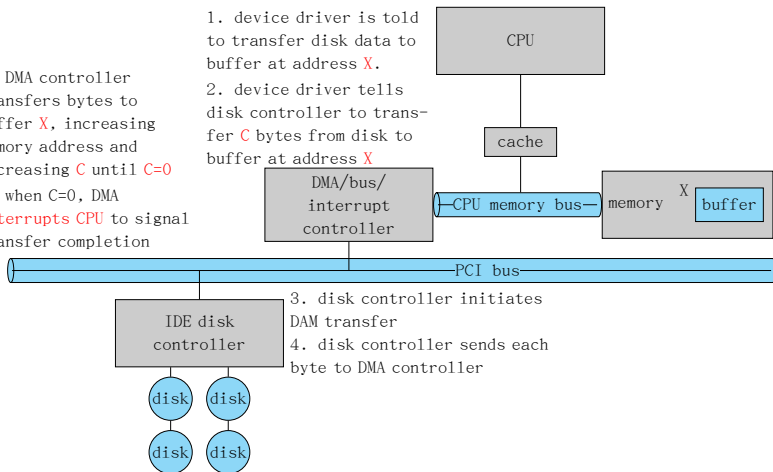 1. device driver is told
to transfer disk data to
buffer at address X.
2. device driver tells
disk controller to trans-
fer C bytes from disk to
buffer at address X
CPU
cache
DMA controller
ansfers bytes to
ffer X, increasing
mory address and
creasing C until C=0
when C=0, DMA
terrupts CPU to signal
ansfer completion
DMA/bus/
interrupt
controller
CPU memory bus
memory
X
buffer
PCI bus
IDE disk
controller
3. disk controller initiates
DAM transfer
4. disk controller sends each
byte to DMA controller
disk
disk
disk
disk